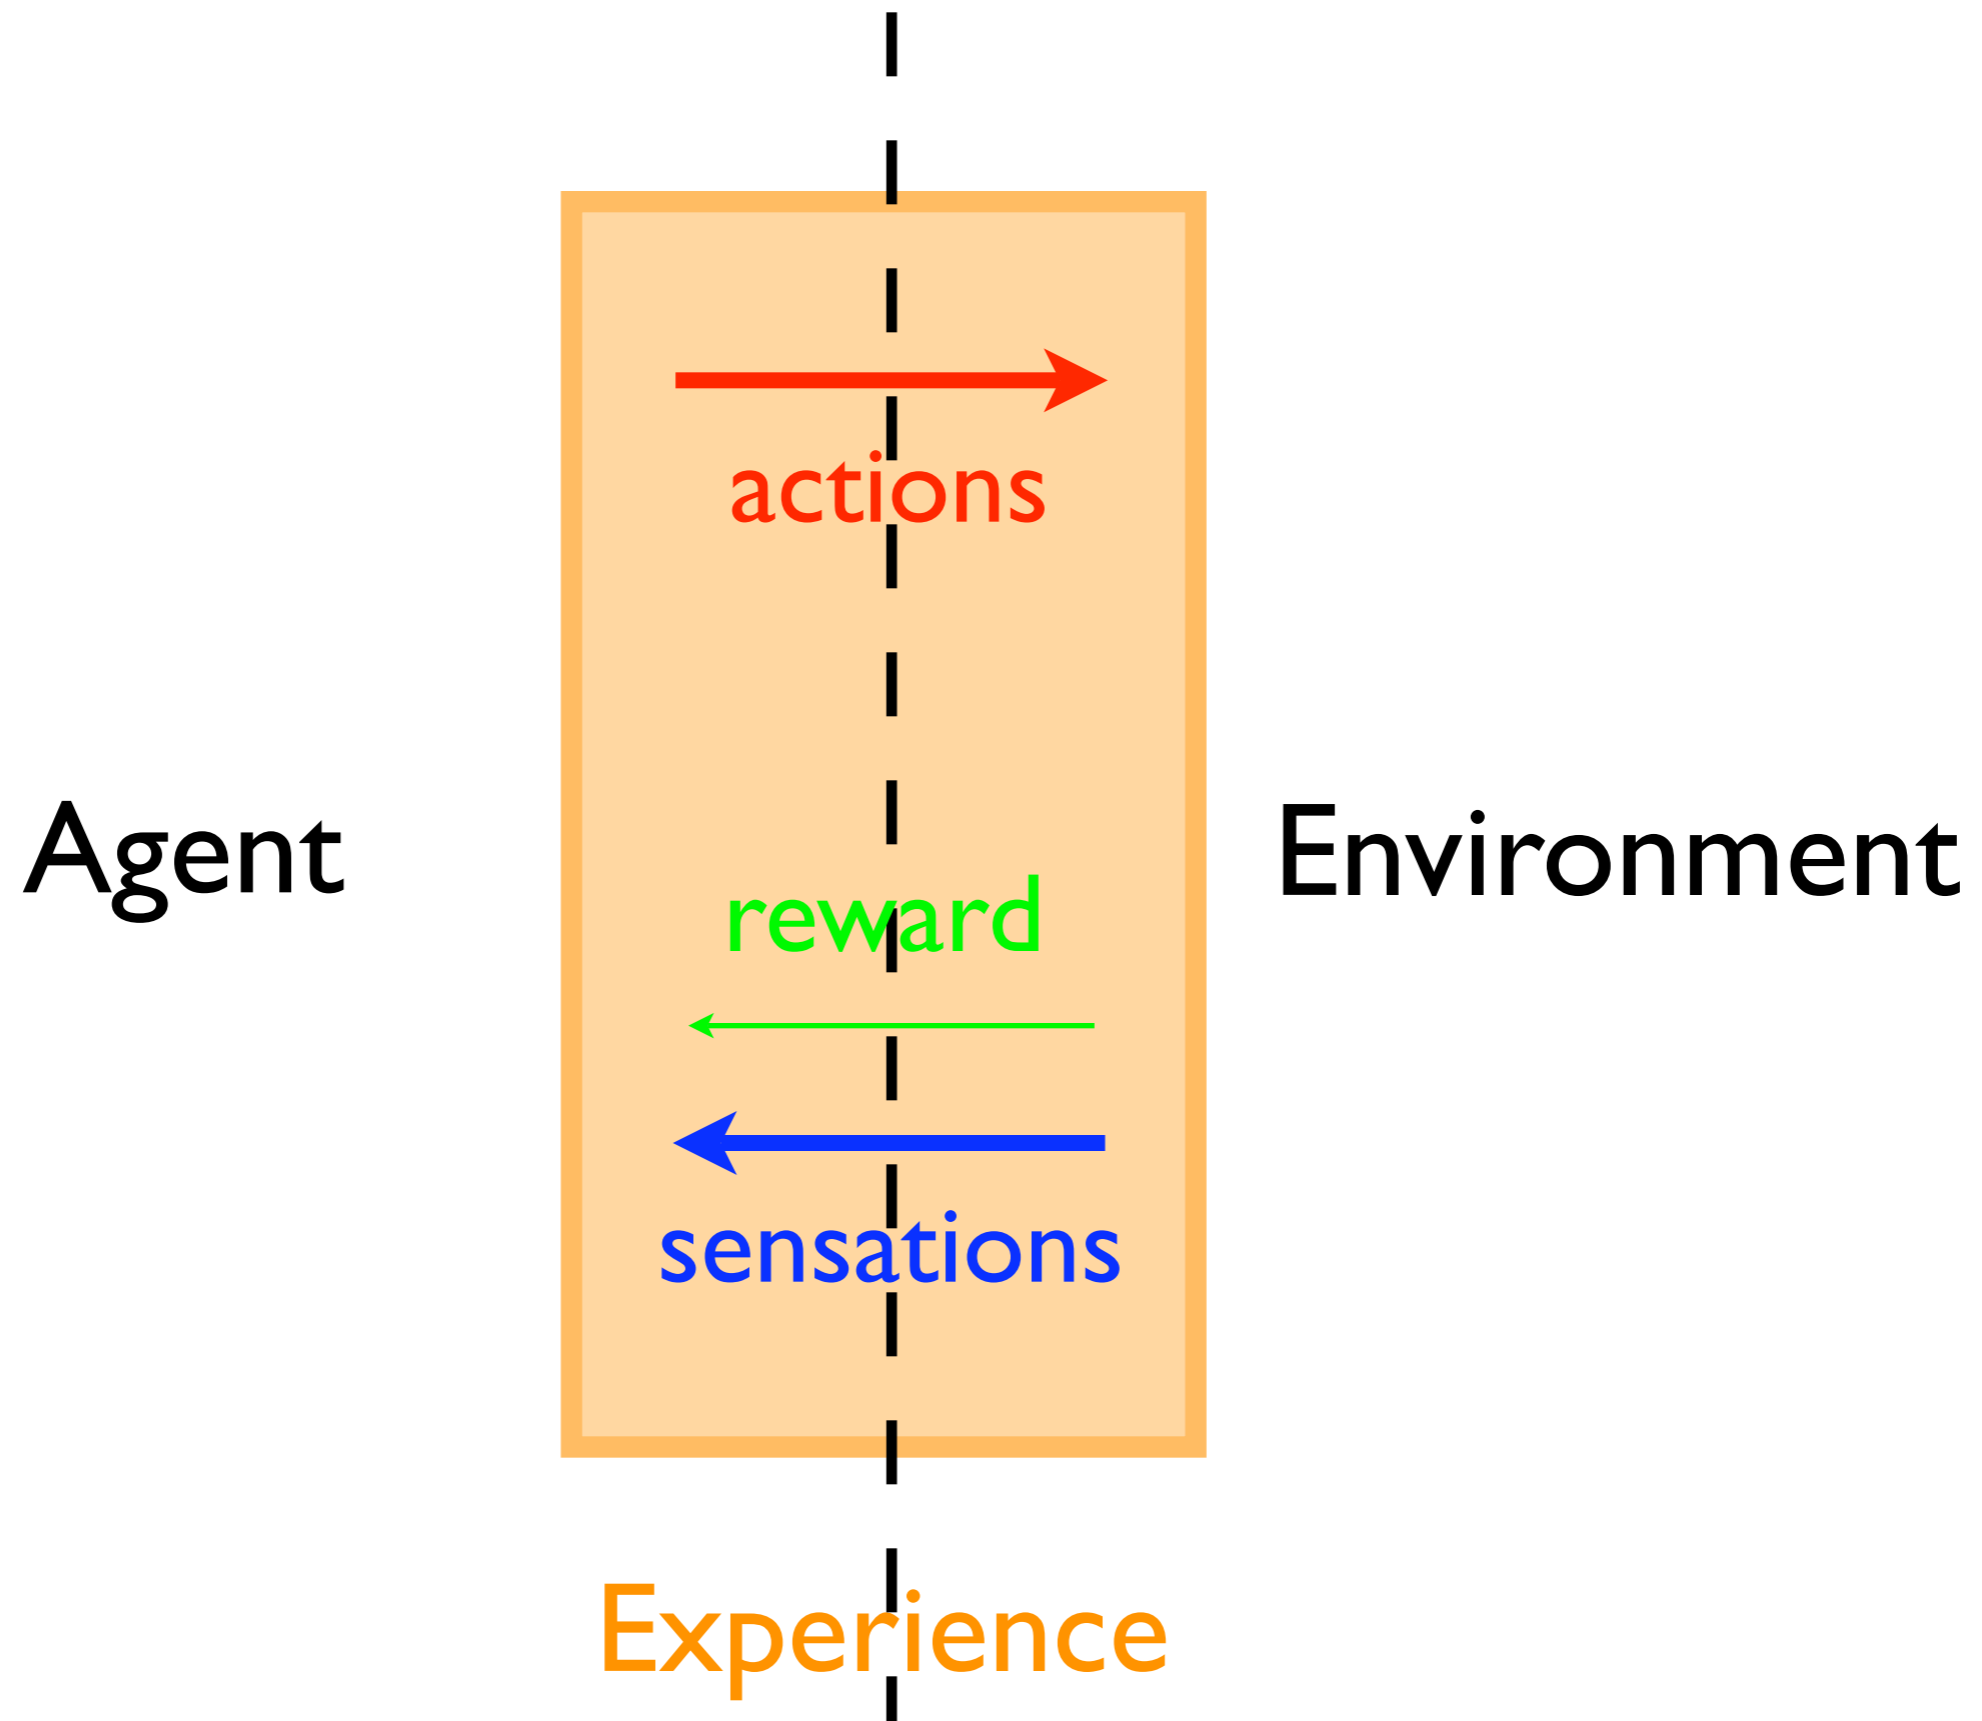 actions
Agent
Environment
reward
sensations
Experience